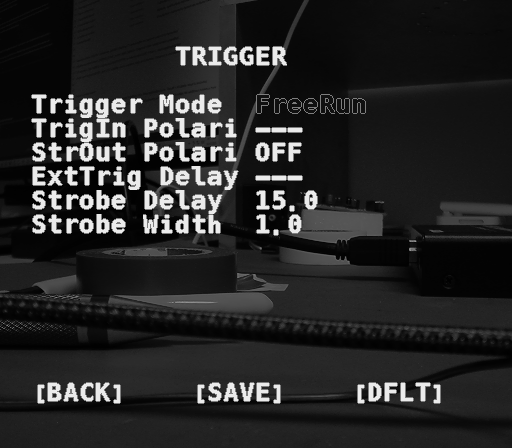 TRIGGER
Trigger Mode FreeRun
TrigIn Polari ---
StrOut Polari OFF
ExtTrig Delay ---
Strobe Delay 15.0
Strobe Width 1.0
[BACK] [SAVE] [DFLT]